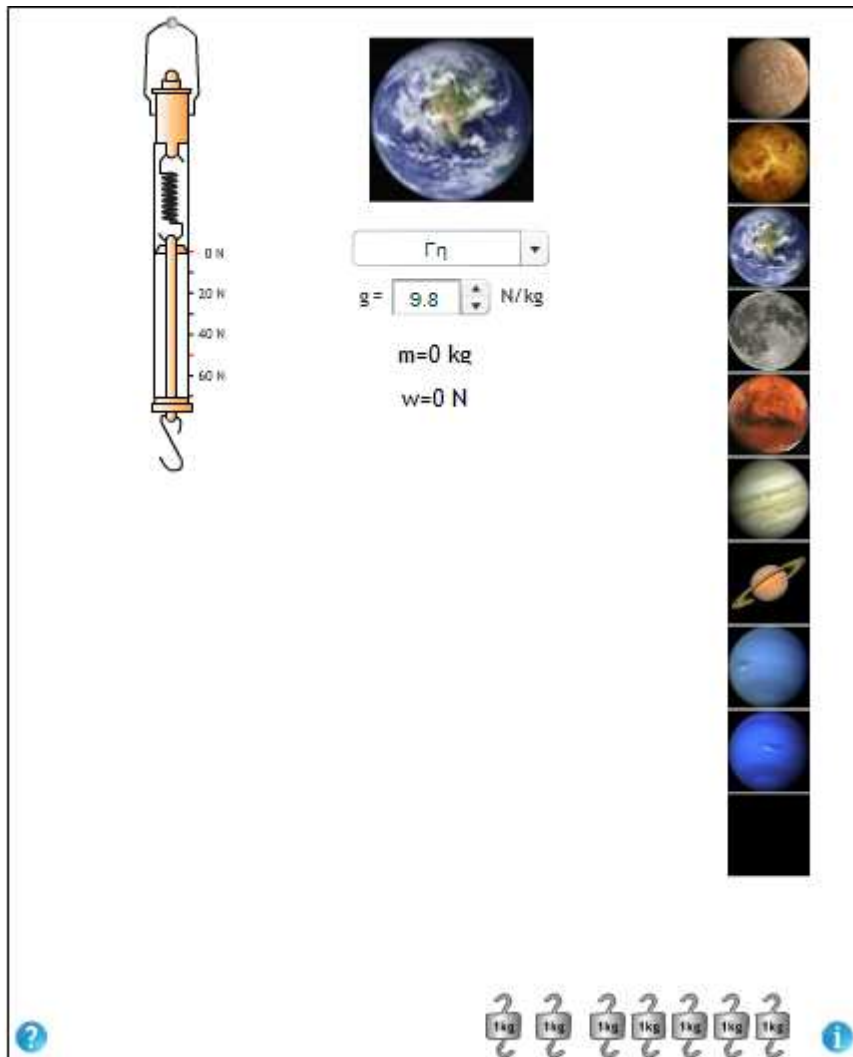 Γη
g= 9.8 N/kg
m=0 kg
w=0 N
0 N
20 N
40 N
60 N
1kg 1kg 1kg 1kg 1kg 1kg 1kg
? i